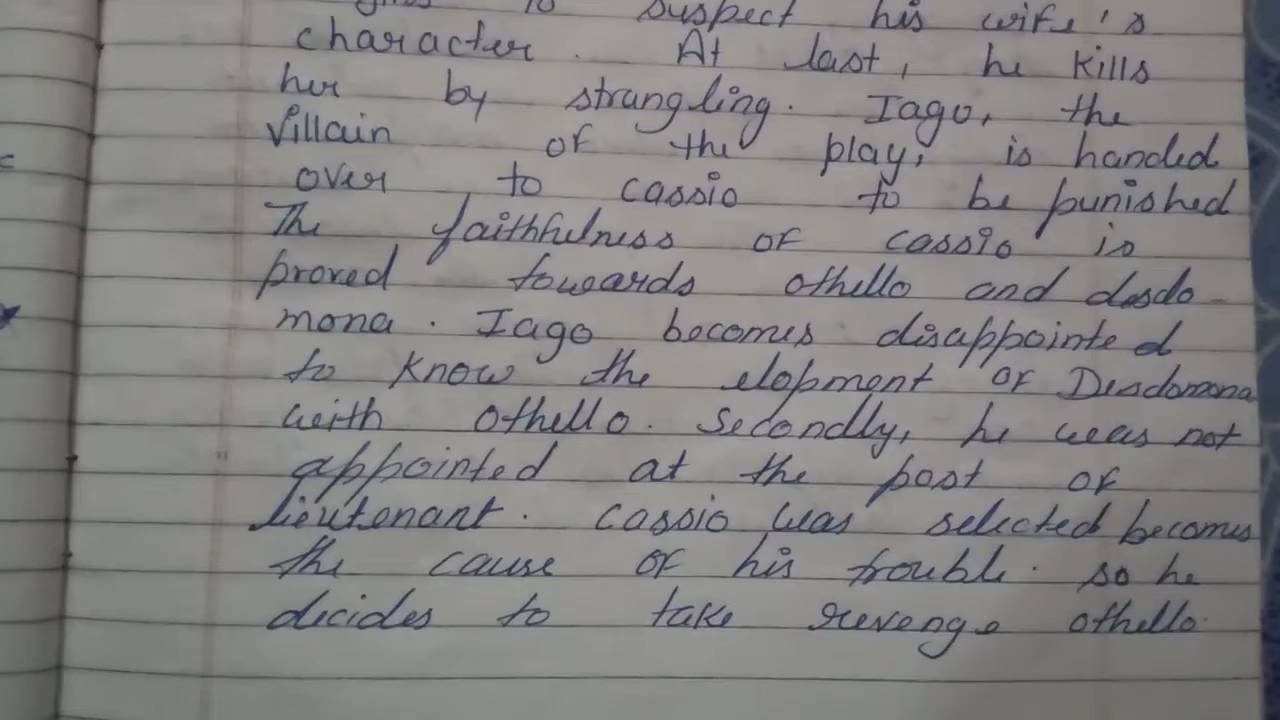 to suspect his wife's
character. At last, he kills
her by strangling. Iago, the
villain of the play, is handed
over to cassio to be punished
The faithfulness of cassio is
proved towards othello and desdo
mona. Iago becomes disappointed
to know the elopment of Desdomona
with othello. Secondly, he was not
appointed at the post of
lieutenant. cassio was selected becomes
the cause of his trouble. so he
decides to take revenge othello.